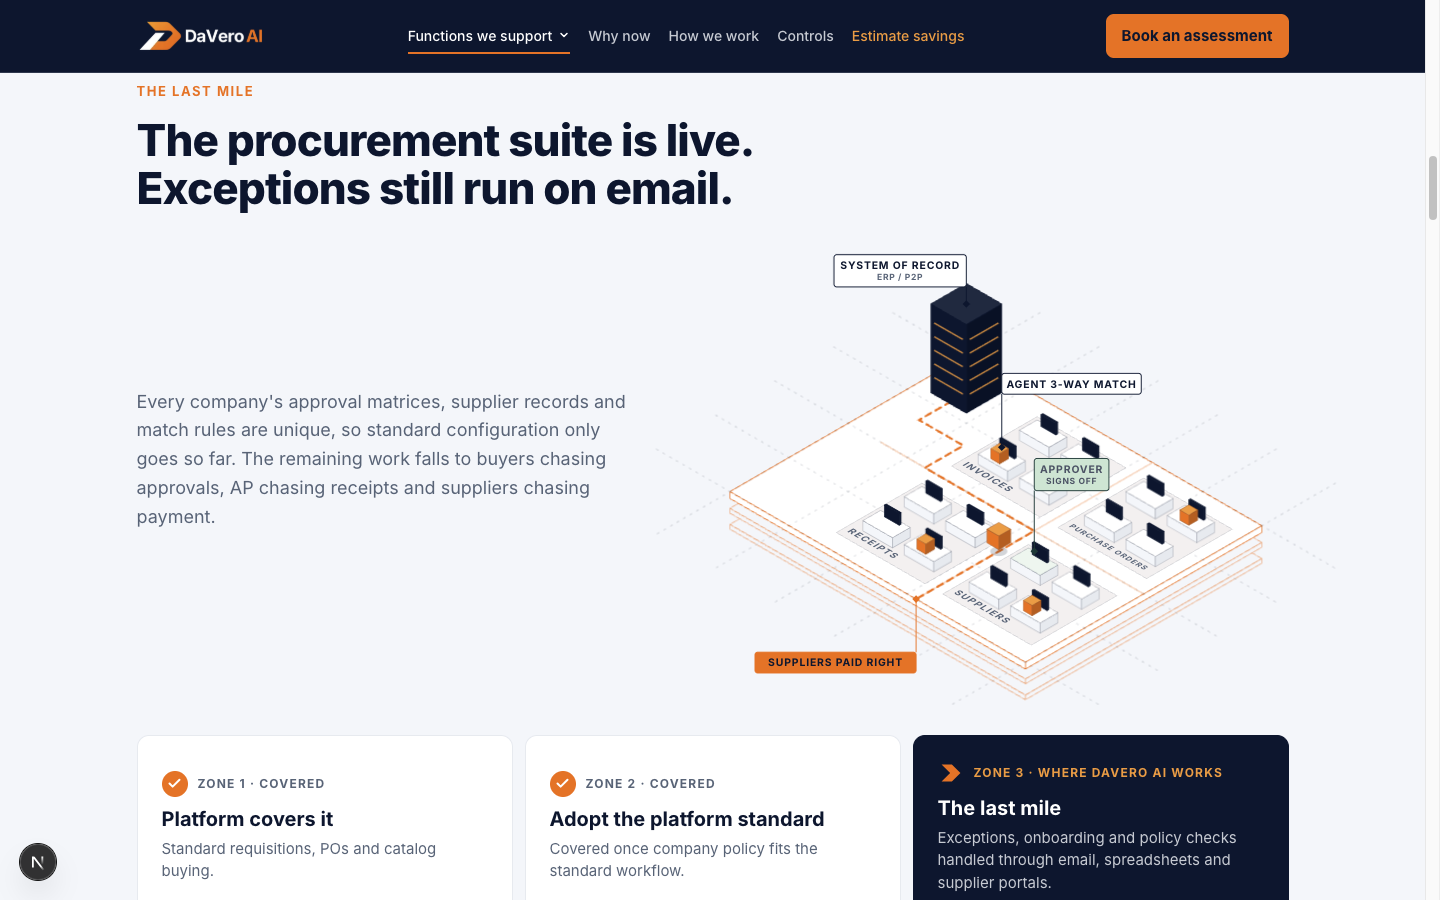 DaVero AI
Functions we support
Why now
How we work
Controls
Estimate savings
Book an assessment
THE LAST MILE
The procurement suite is live.
Exceptions still run on email.
Every company's approval matrices, supplier records and
match rules are unique, so standard configuration only
goes so far. The remaining work falls to buyers chasing
approvals, AP chasing receipts and suppliers chasing
payment.
SYSTEM OF RECORD
ERP / P2P
AGENT 3-WAY MATCH
INVOICES
APPROVER
SIGNS OFF
RECEIPTS
PURCHASE ORDERS
SUPPLIERS
SUPPLIERS PAID RIGHT
ZONE 1 · COVERED
Platform covers it
Standard requisitions, POs and catalog
buying.
ZONE 2 · COVERED
Adopt the platform standard
Covered once company policy fits the
standard workflow.
ZONE 3 · WHERE DAVERO AI WORKS
The last mile
Exceptions, onboarding and policy checks
handled through email, spreadsheets and
supplier portals.
N